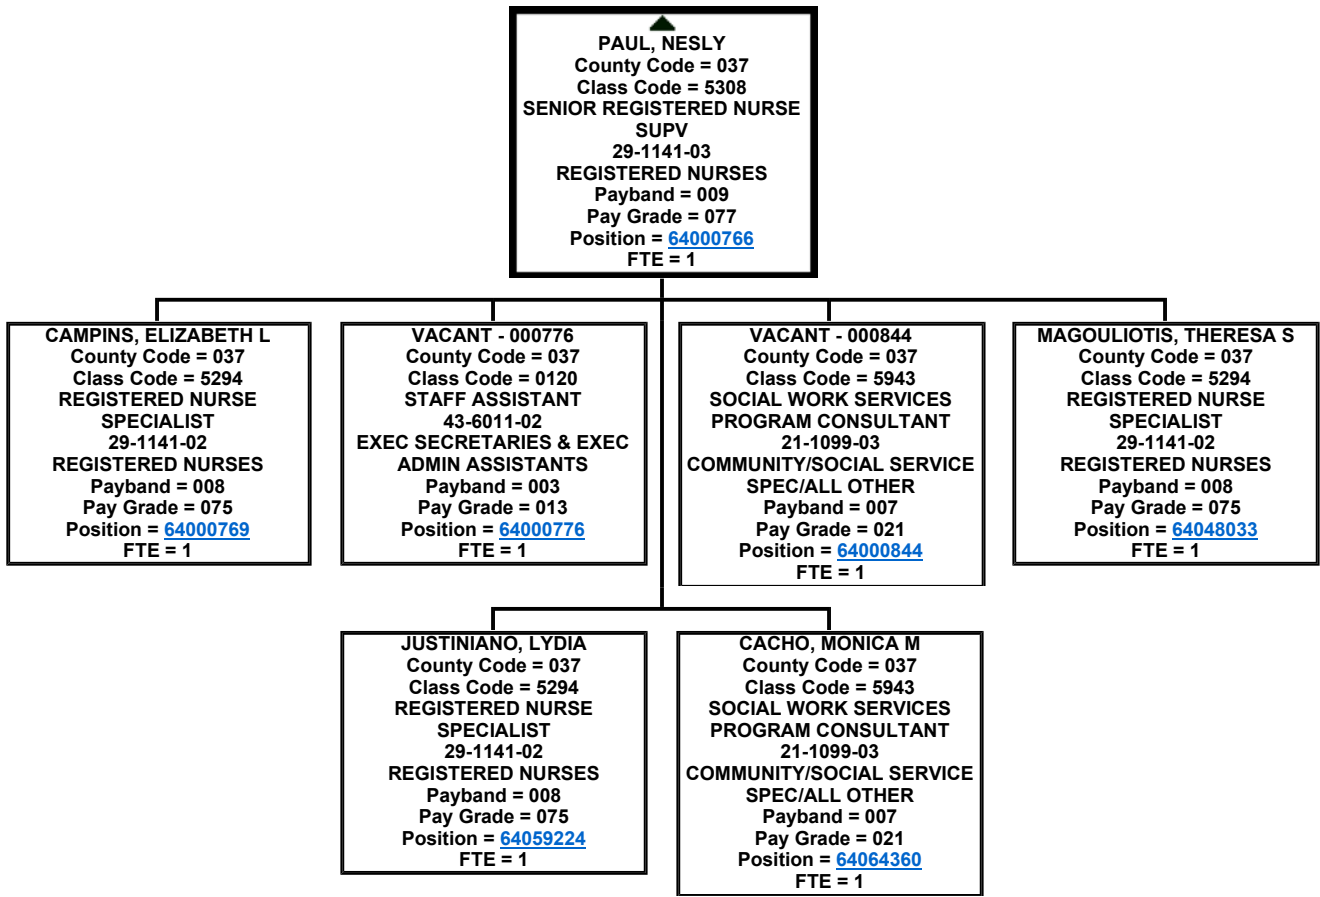 PAUL, NESLY
County Code = 037
Class Code = 5308
SENIOR REGISTERED NURSE
SUPV
29-1141-03
REGISTERED NURSES
Payband = 009
Pay Grade = 077
Position = 64000766
FTE = 1
CAMPINS, ELIZABETH L
County Code = 037
Class Code = 5294
REGISTERED NURSE
SPECIALIST
29-1141-02
REGISTERED NURSES
Payband = 008
Pay Grade = 075
Position = 64000769
FTE = 1
VACANT - 000776
County Code = 037
Class Code = 0120
STAFF ASSISTANT
43-6011-02
EXEC SECRETARIES & EXEC
ADMIN ASSISTANTS
Payband = 003
Pay Grade = 013
Position = 64000776
FTE = 1
VACANT - 000844
County Code = 037
Class Code = 5943
SOCIAL WORK SERVICES
PROGRAM CONSULTANT
21-1099-03
COMMUNITY/SOCIAL SERVICE
SPEC/ALL OTHER
Payband = 007
Pay Grade = 021
Position = 64000844
FTE = 1
MAGOULIOTIS, THERESA S
County Code = 037
Class Code = 5294
REGISTERED NURSE
SPECIALIST
29-1141-02
REGISTERED NURSES
Payband = 008
Pay Grade = 075
Position = 64048033
FTE = 1
JUSTINIANO, LYDIA
County Code = 037
Class Code = 5294
REGISTERED NURSE
SPECIALIST
29-1141-02
REGISTERED NURSES
Payband = 008
Pay Grade = 075
Position = 64059224
FTE = 1
CACHO, MONICA M
County Code = 037
Class Code = 5943
SOCIAL WORK SERVICES
PROGRAM CONSULTANT
21-1099-03
COMMUNITY/SOCIAL SERVICE
SPEC/ALL OTHER
Payband = 007
Pay Grade = 021
Position = 64064360
FTE = 1